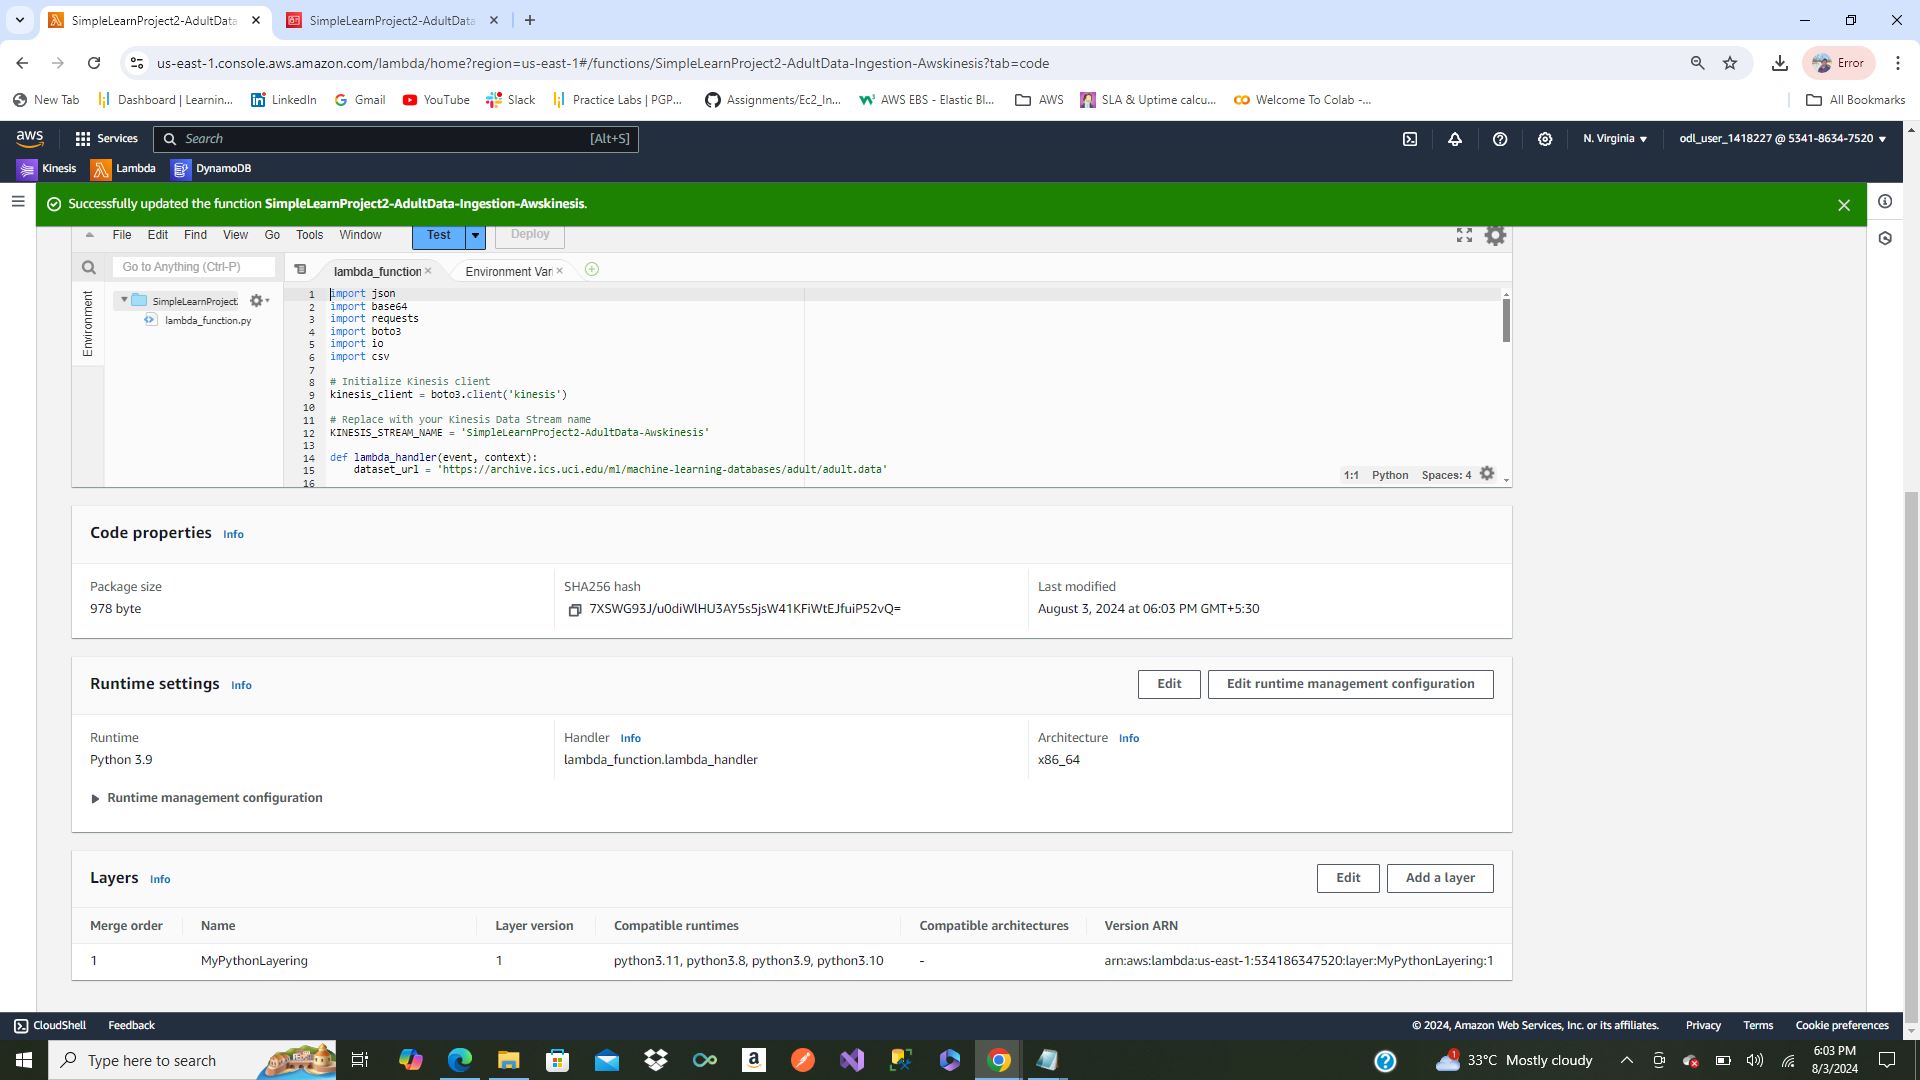 SimpleLearnProject2-AdultData
SimpleLearnProject2-AdultData
us-east-1.console.aws.amazon.com/lambda/home?region=us-east-1#/functions/SimpleLearnProject2-AdultData-Ingestion-Awskinesis?tab=code
Error
New Tab
Dashboard | Learnin...
LinkedIn
Gmail
YouTube
Slack
Practice Labs | PGP...
Assignments/Ec2_In...
AWS EBS - Elastic Bl...
AWS
SLA & Uptime calcu...
Welcome To Colab -...
All Bookmarks
aws
Services
Search
[Alt+S]
N. Virginia
odl_user_1418227 @ 5341-8634-7520
Kinesis
Lambda
DynamoDB
Successfully updated the function SimpleLearnProject2-AdultData-Ingestion-Awskinesis.
File Edit Find View Go Tools Window
Test
Deploy
Go to Anything (Ctrl-P)
lambda_function
Environment Var
Environment
SimpleLearnProject
lambda_function.py
1 import json
2 import base64
3 import requests
4 import boto3
5 import io
6 import csv
7
8 # Initialize Kinesis client
9 kinesis_client = boto3.client('kinesis')
10
11 # Replace with your Kinesis Data Stream name
12 KINESIS_STREAM_NAME = 'SimpleLearnProject2-AdultData-Awskinesis'
13
14 def lambda_handler(event, context):
15 dataset_url = 'https://archive.ics.uci.edu/ml/machine-learning-databases/adult/adult.data'
16
1:1 Python Spaces: 4
Code properties Info
Package size
978 byte
SHA256 hash
7XSWG93J/u0diWlHU3AY5s5jsW41KFiWtEJfuiP52vQ=
Last modified
August 3, 2024 at 06:03 PM GMT+5:30
Runtime settings Info
Edit
Edit runtime management configuration
Runtime
Python 3.9
Handler Info
lambda_function.lambda_handler
Architecture Info
x86_64
Runtime management configuration
Layers Info
Edit
Add a layer
Merge order Name Layer version Compatible runtimes Compatible architectures Version ARN
1 MyPythonLayering 1 python3.11, python3.8, python3.9, python3.10 - arn:aws:lambda:us-east-1:534186347520:layer:MyPythonLayering:1
CloudShell Feedback
© 2024, Amazon Web Services, Inc. or its affiliates. Privacy Terms Cookie preferences
Type here to search
1
33°C Mostly cloudy
6:03 PM
8/3/2024